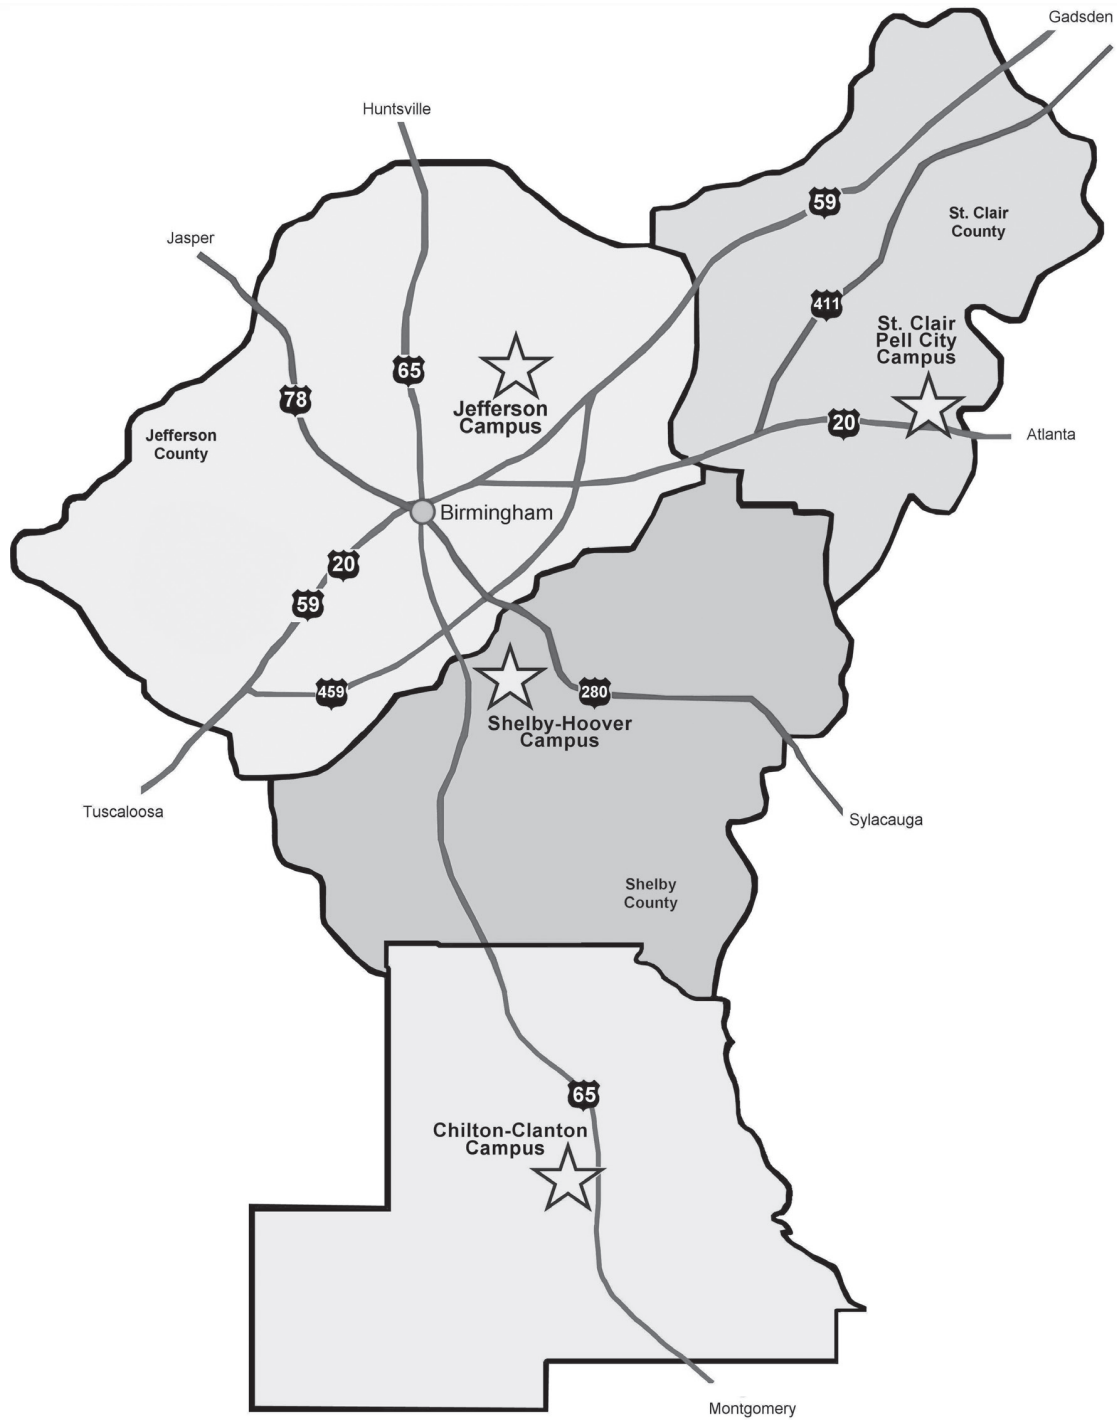 Gadsden
Huntsville
59
St. Clair
County
Jasper
411
St. Clair
Pell City
Campus
65
78
Jefferson
Campus
Jefferson
County
20
Atlanta
Birmingham
20
59
459
280
Shelby-Hoover
Campus
Tuscaloosa
Sylacauga
Shelby
County
65
Chilton-Clanton
Campus
Montgomery